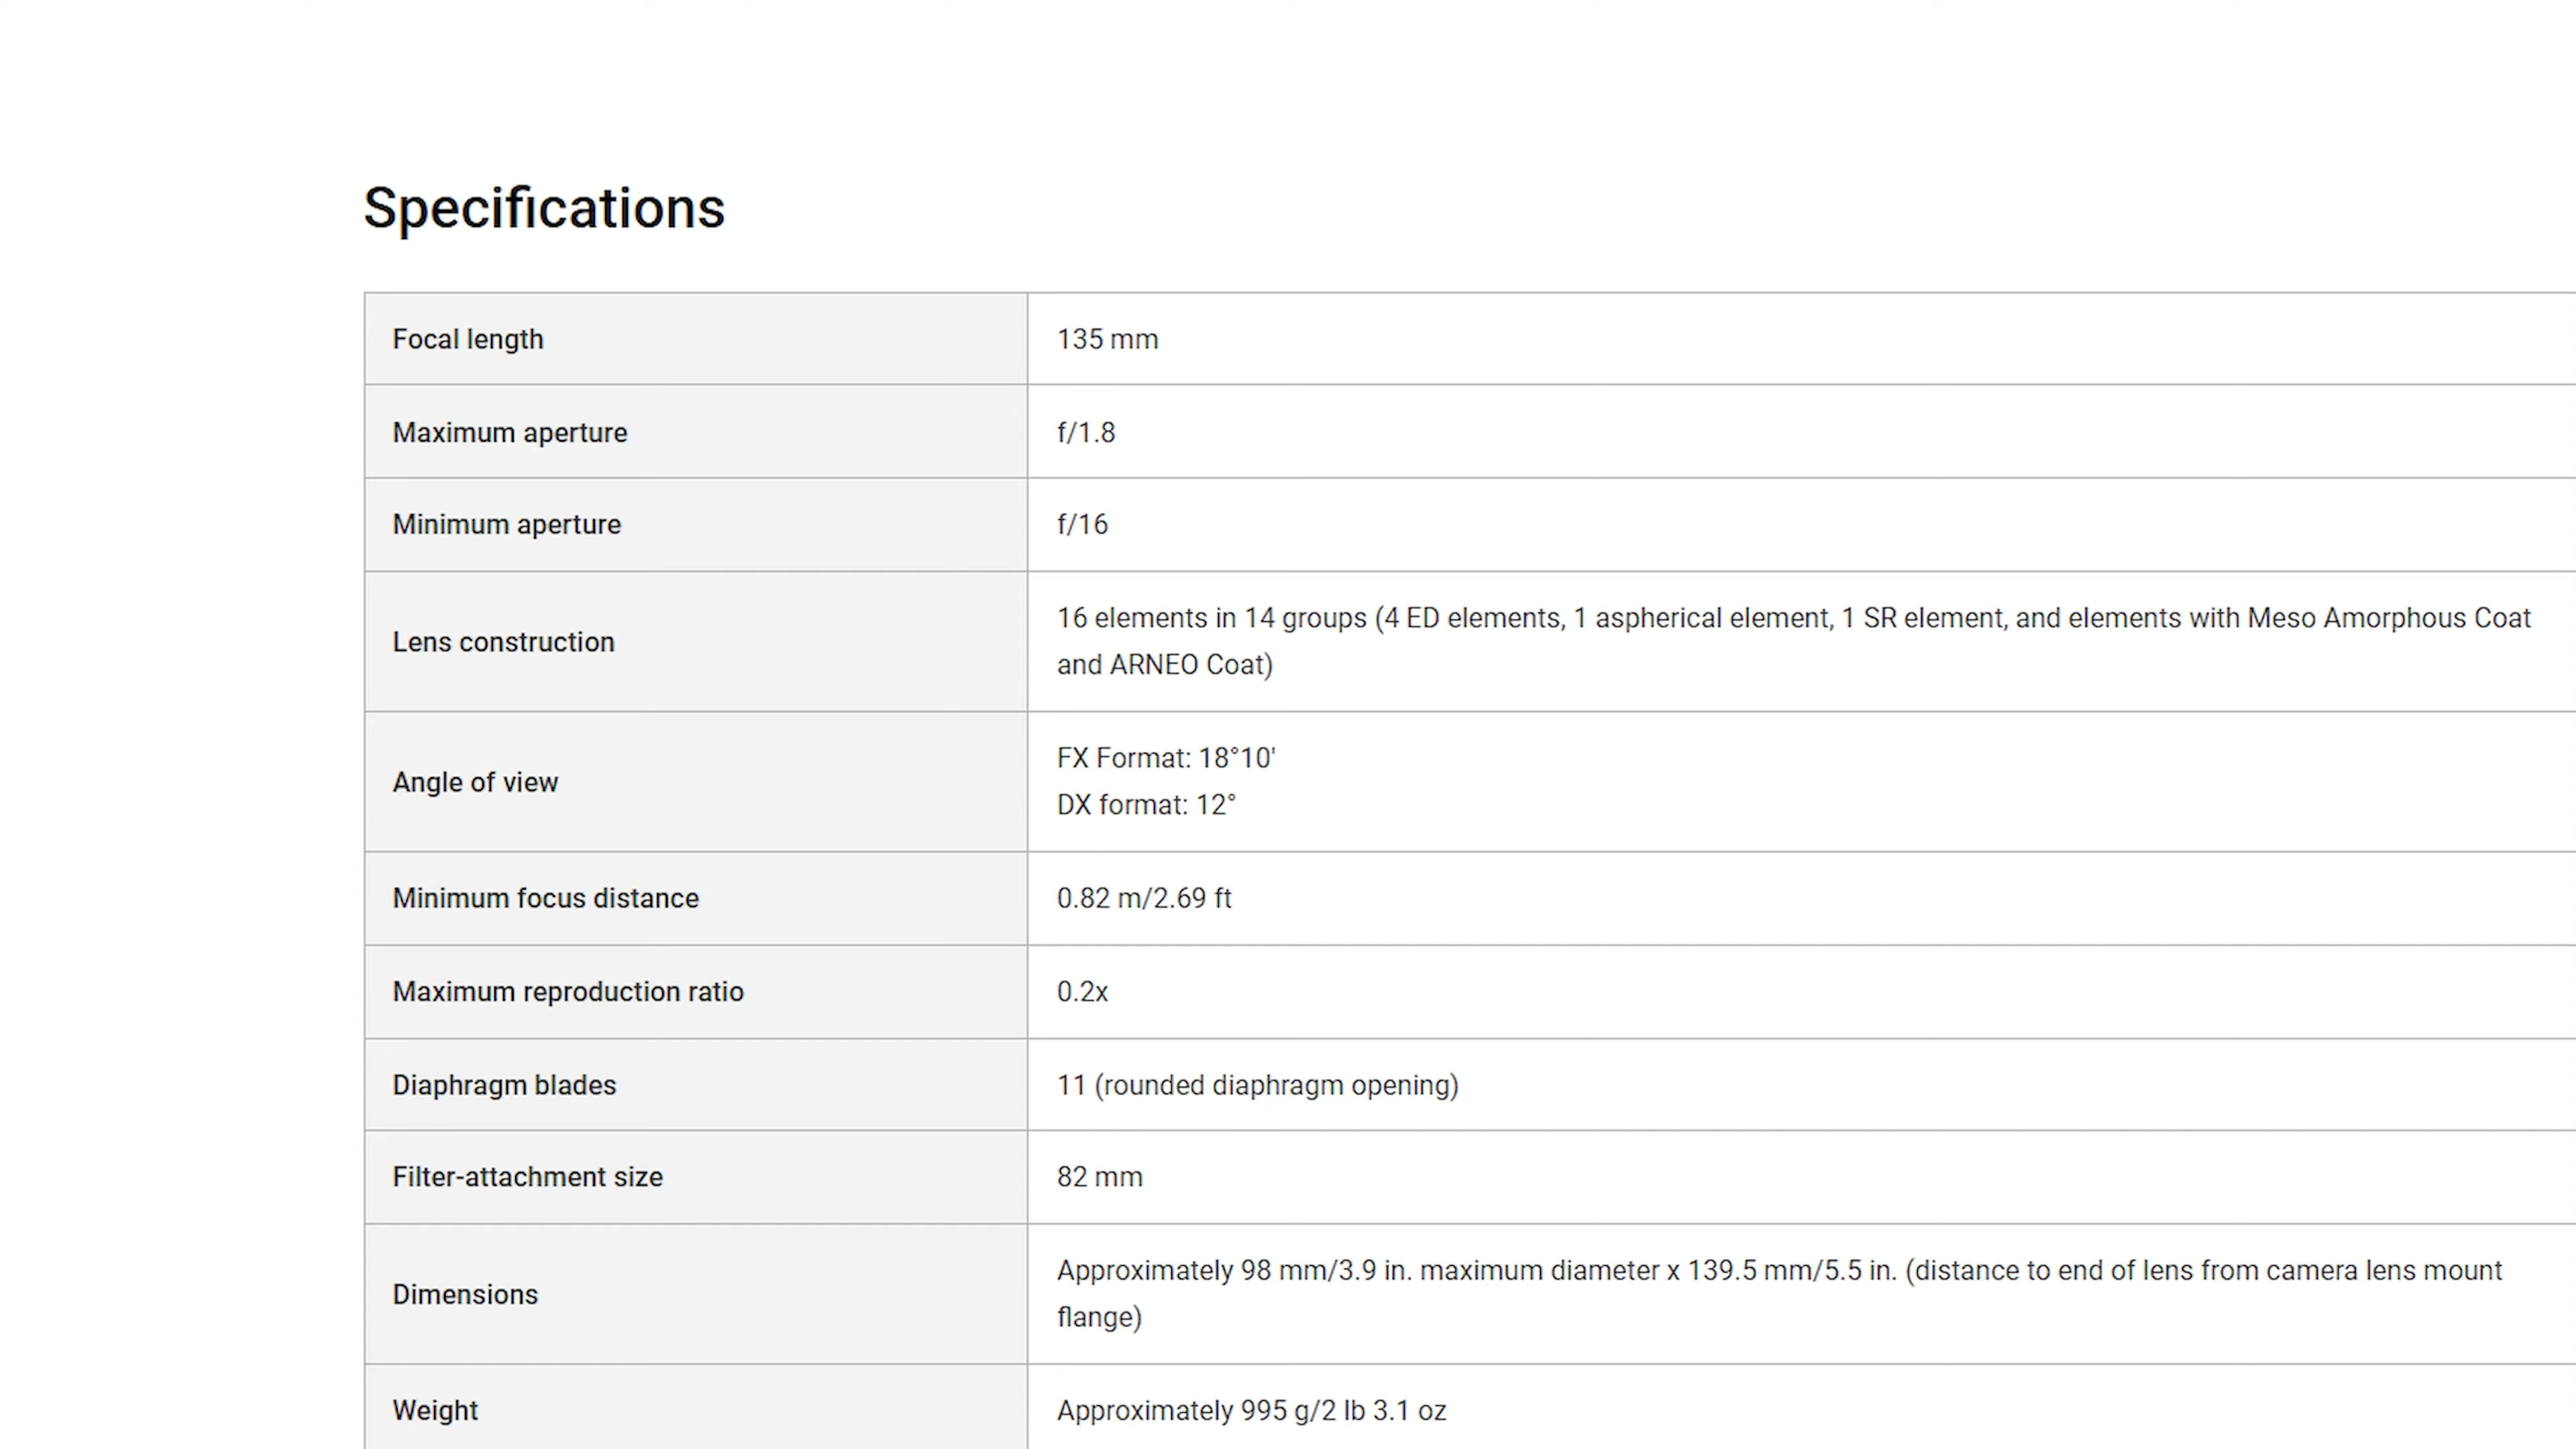 Specifications
Focal length
135 mm
Maximum aperture
f/1.8
Minimum aperture
f/16
Lens construction
16 elements in 14 groups (4 ED elements, 1 aspherical element, 1 SR element, and elements with Meso Amorphous Coat
and ARNEO Coat)
Angle of view
FX Format: 18°10'
DX format: 12°
Minimum focus distance
0.82 m/2.69 ft
Maximum reproduction ratio
0.2x
Diaphragm blades
11 (rounded diaphragm opening)
Filter-attachment size
82 mm
Dimensions
Approximately 98 mm/3.9 in. maximum diameter x 139.5 mm/5.5 in. (distance to end of lens from camera lens mount
flange)
Weight
Approximately 995 g/2 lb 3.1 oz